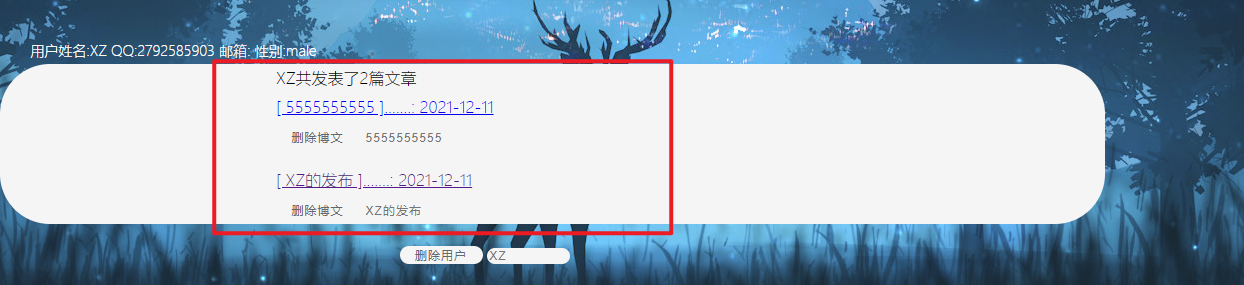 用户姓名:XZ QQ:2792585903 邮箱: 性别:male
XZ共发表了2篇文章
[ 5555555555 ].......: 2021-12-11
删除博文 5555555555
[ XZ的发布 ].......: 2021-12-11
删除博文 XZ的发布
删除用户 XZ